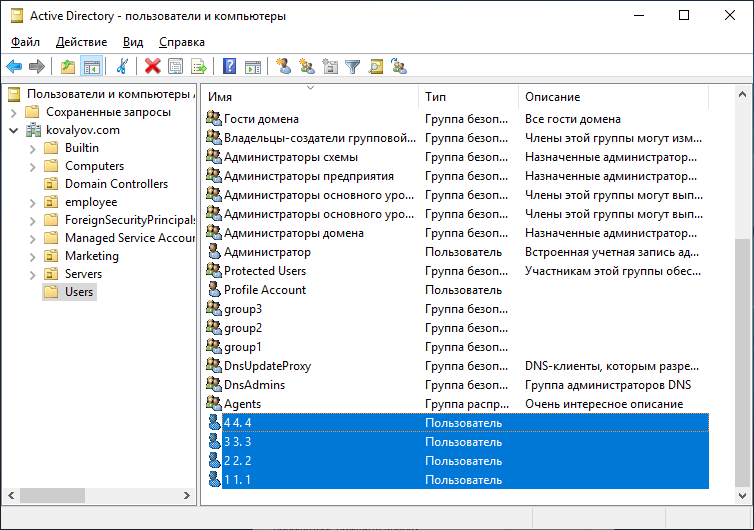 Active Directory - пользователи и компьютеры
Файл Действие Вид Справка
Пользователи и компьютеры A
Сохраненные запросы
kovalyov.com
Builtin
Computers
Domain Controllers
employee
ForeignSecurityPrincipals
Managed Service Accour
Marketing
Servers
Users
Имя Тип Описание
Гости домена Группа безоп... Все гости домена
Владельцы-создатели групповой... Группа безоп... Члены этой группы могут изм...
Администраторы схемы Группа безоп... Назначенные администратор...
Администраторы предприятия Группа безоп... Назначенные администратор...
Администраторы основного уро... Группа безоп... Члены этой группы могут вып...
Администраторы основного уро... Группа безоп... Члены этой группы могут вып...
Администраторы домена Группа безоп... Назначенные администратор...
Администратор Пользователь Встроенная учетная запись ад...
Protected Users Группа безоп... Участникам этой группы обес...
Profile Account Пользователь
group3 Группа безоп...
group2 Группа безоп...
group1 Группа безоп...
DnsUpdateProxy Группа безоп... DNS-клиенты, которым разре...
DnsAdmins Группа безоп... Группа администраторов DNS
Agents Группа распр... Очень интересное описание
4 4. 4 Пользователь
3 3. 3 Пользователь
2 2. 2 Пользователь
1 1. 1 Пользователь